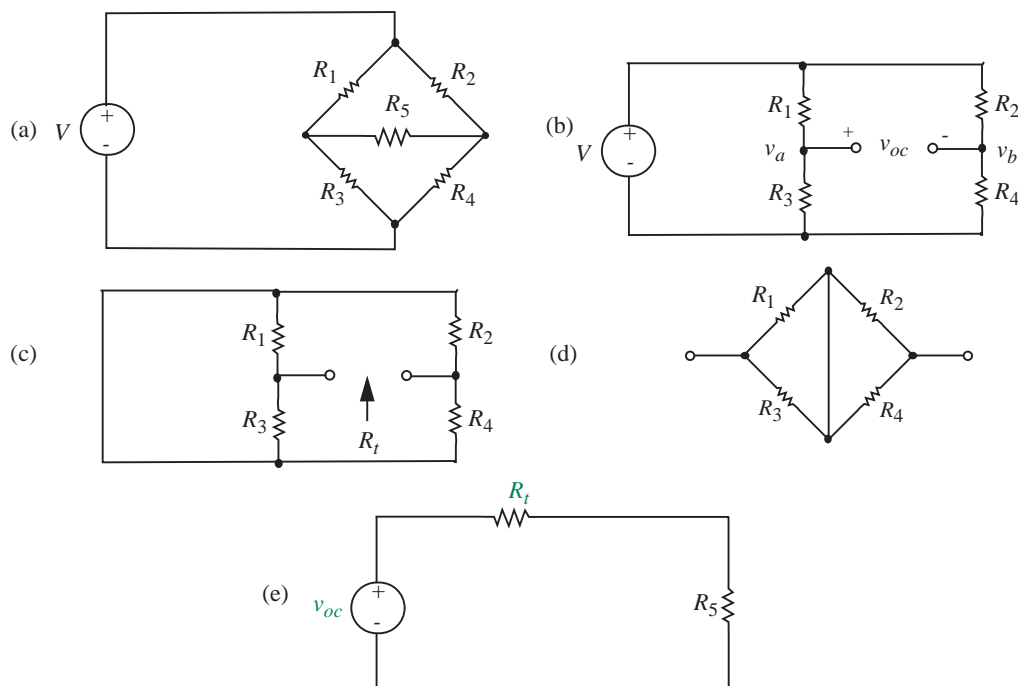 (a)
V
+
-
R1
R2
R5
R3
R4
(b)
V
+
-
R1
R2
va
+
voc
-
vb
R3
R4
(c)
R1
R2
R3
R4
Rt
(d)
R1
R2
R3
R4
(e)
Rt
voc
+
-
R5